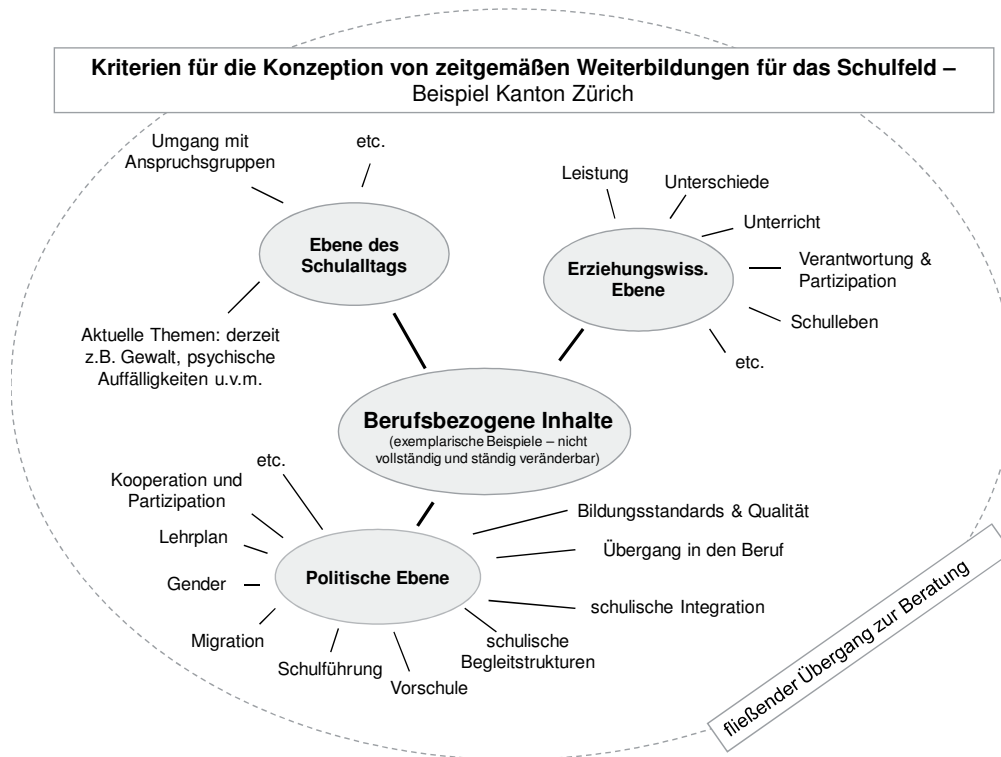 Kriterien für die Konzeption von zeitgemäßen Weiterbildungen für das Schulfeld –
Beispiel Kanton Zürich
Umgang mit
Anspruchsgruppen
etc.
Ebene des
Schulalltags
Aktuelle Themen: derzeit
z.B. Gewalt, psychische
Auffälligkeiten u.v.m.
Leistung
Unterschiede
Unterricht
Verantwortung &
Partizipation
Schulleben
etc.
Erziehungswiss.
Ebene
Berufsbezogene Inhalte
(exemplarische Beispiele – nicht
vollständig und ständig veränderbar)
etc.
Kooperation und
Partizipation
Lehrplan
Gender
Migration
Schulführung
Vorschule
schulische
Begleitstrukturen
schulische Integration
Übergang in den Beruf
Bildungsstandards & Qualität
Politische Ebene
fließender Übergang zur Beratung